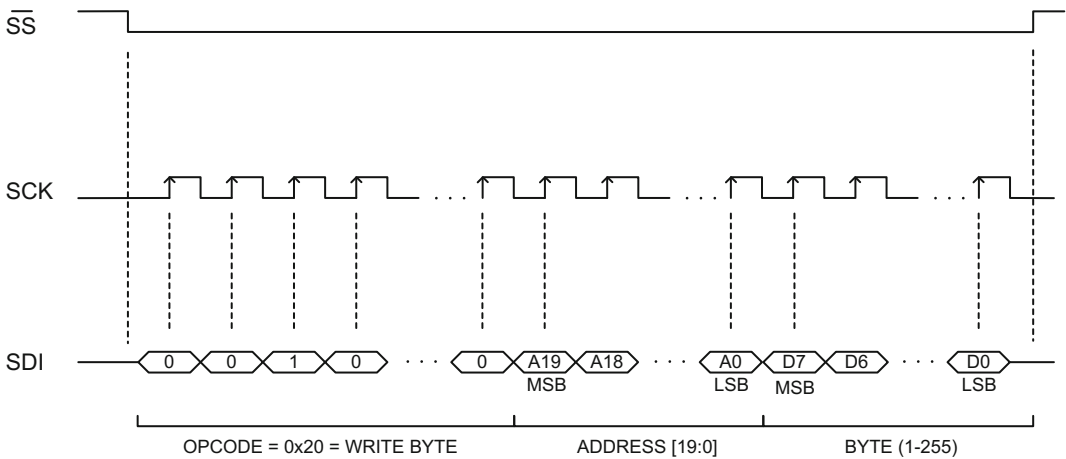 SS
SCK
· · ·
· · ·
· · ·
SDI
0 0 1 0 · · · 0 A19 A18 · · · A0 D7 D6 · · · D0
MSB LSB MSB LSB
OPCODE = 0x20 = WRITE BYTE ADDRESS [19:0] BYTE (1-255)